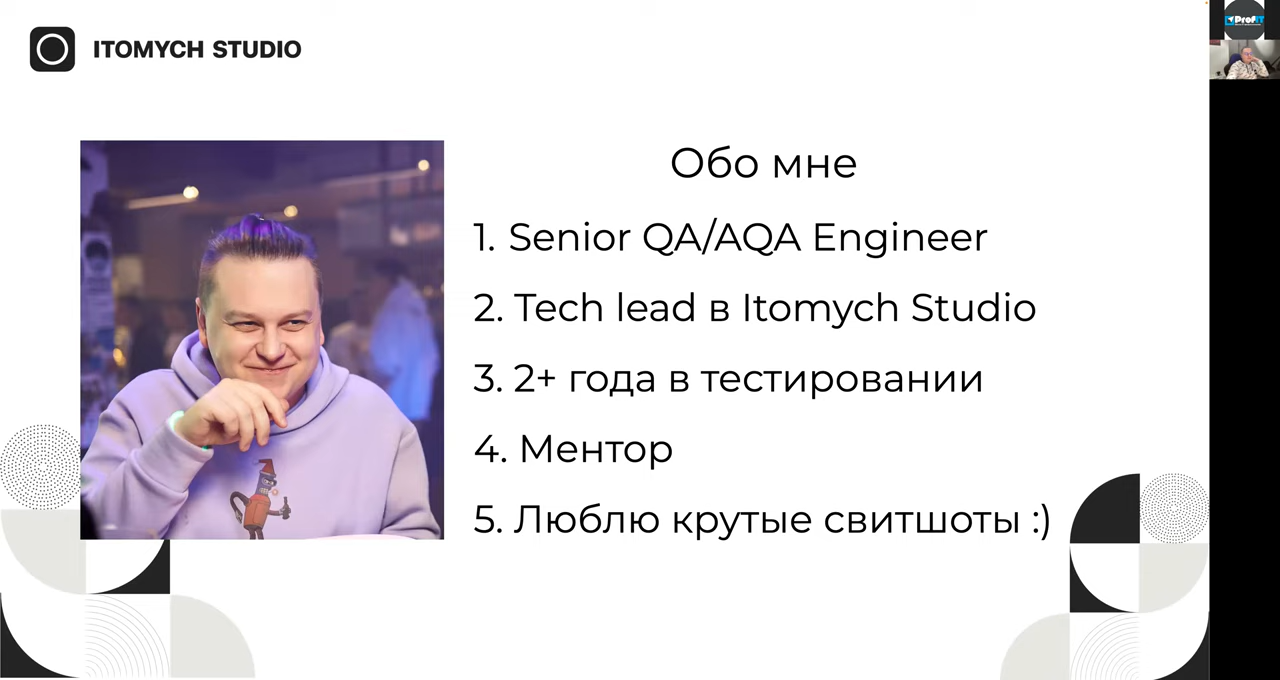 ITOMYCH STUDIO
ProfIT
Обо мне
1. Senior QA/AQA Engineer
2. Tech lead в Itomych Studio
3. 2+ года в тестировании
4. Ментор
5. Люблю крутые свитшоты :)